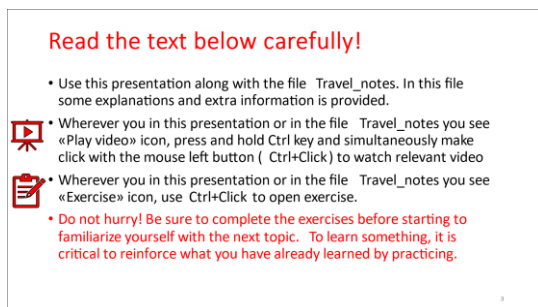 Read the text below carefully!
• Use this presentation along with the file Travel_notes. In this file
some explanations and extra information is provided.
• Wherever you in this presentation or in the file Travel_notes you see
«Play video» icon, press and hold Ctrl key and simultaneously make
click with the mouse left button ( Ctrl+Click) to watch relevant video
• Wherever you in this presentation or in the file Travel_notes you see
«Exercise» icon, use Ctrl+Click to open exercise.
• Do not hurry! Be sure to complete the exercises before starting to
familiarize yourself with the next topic. To learn something, it is
critical to reinforce what you have already learned by practicing.
3